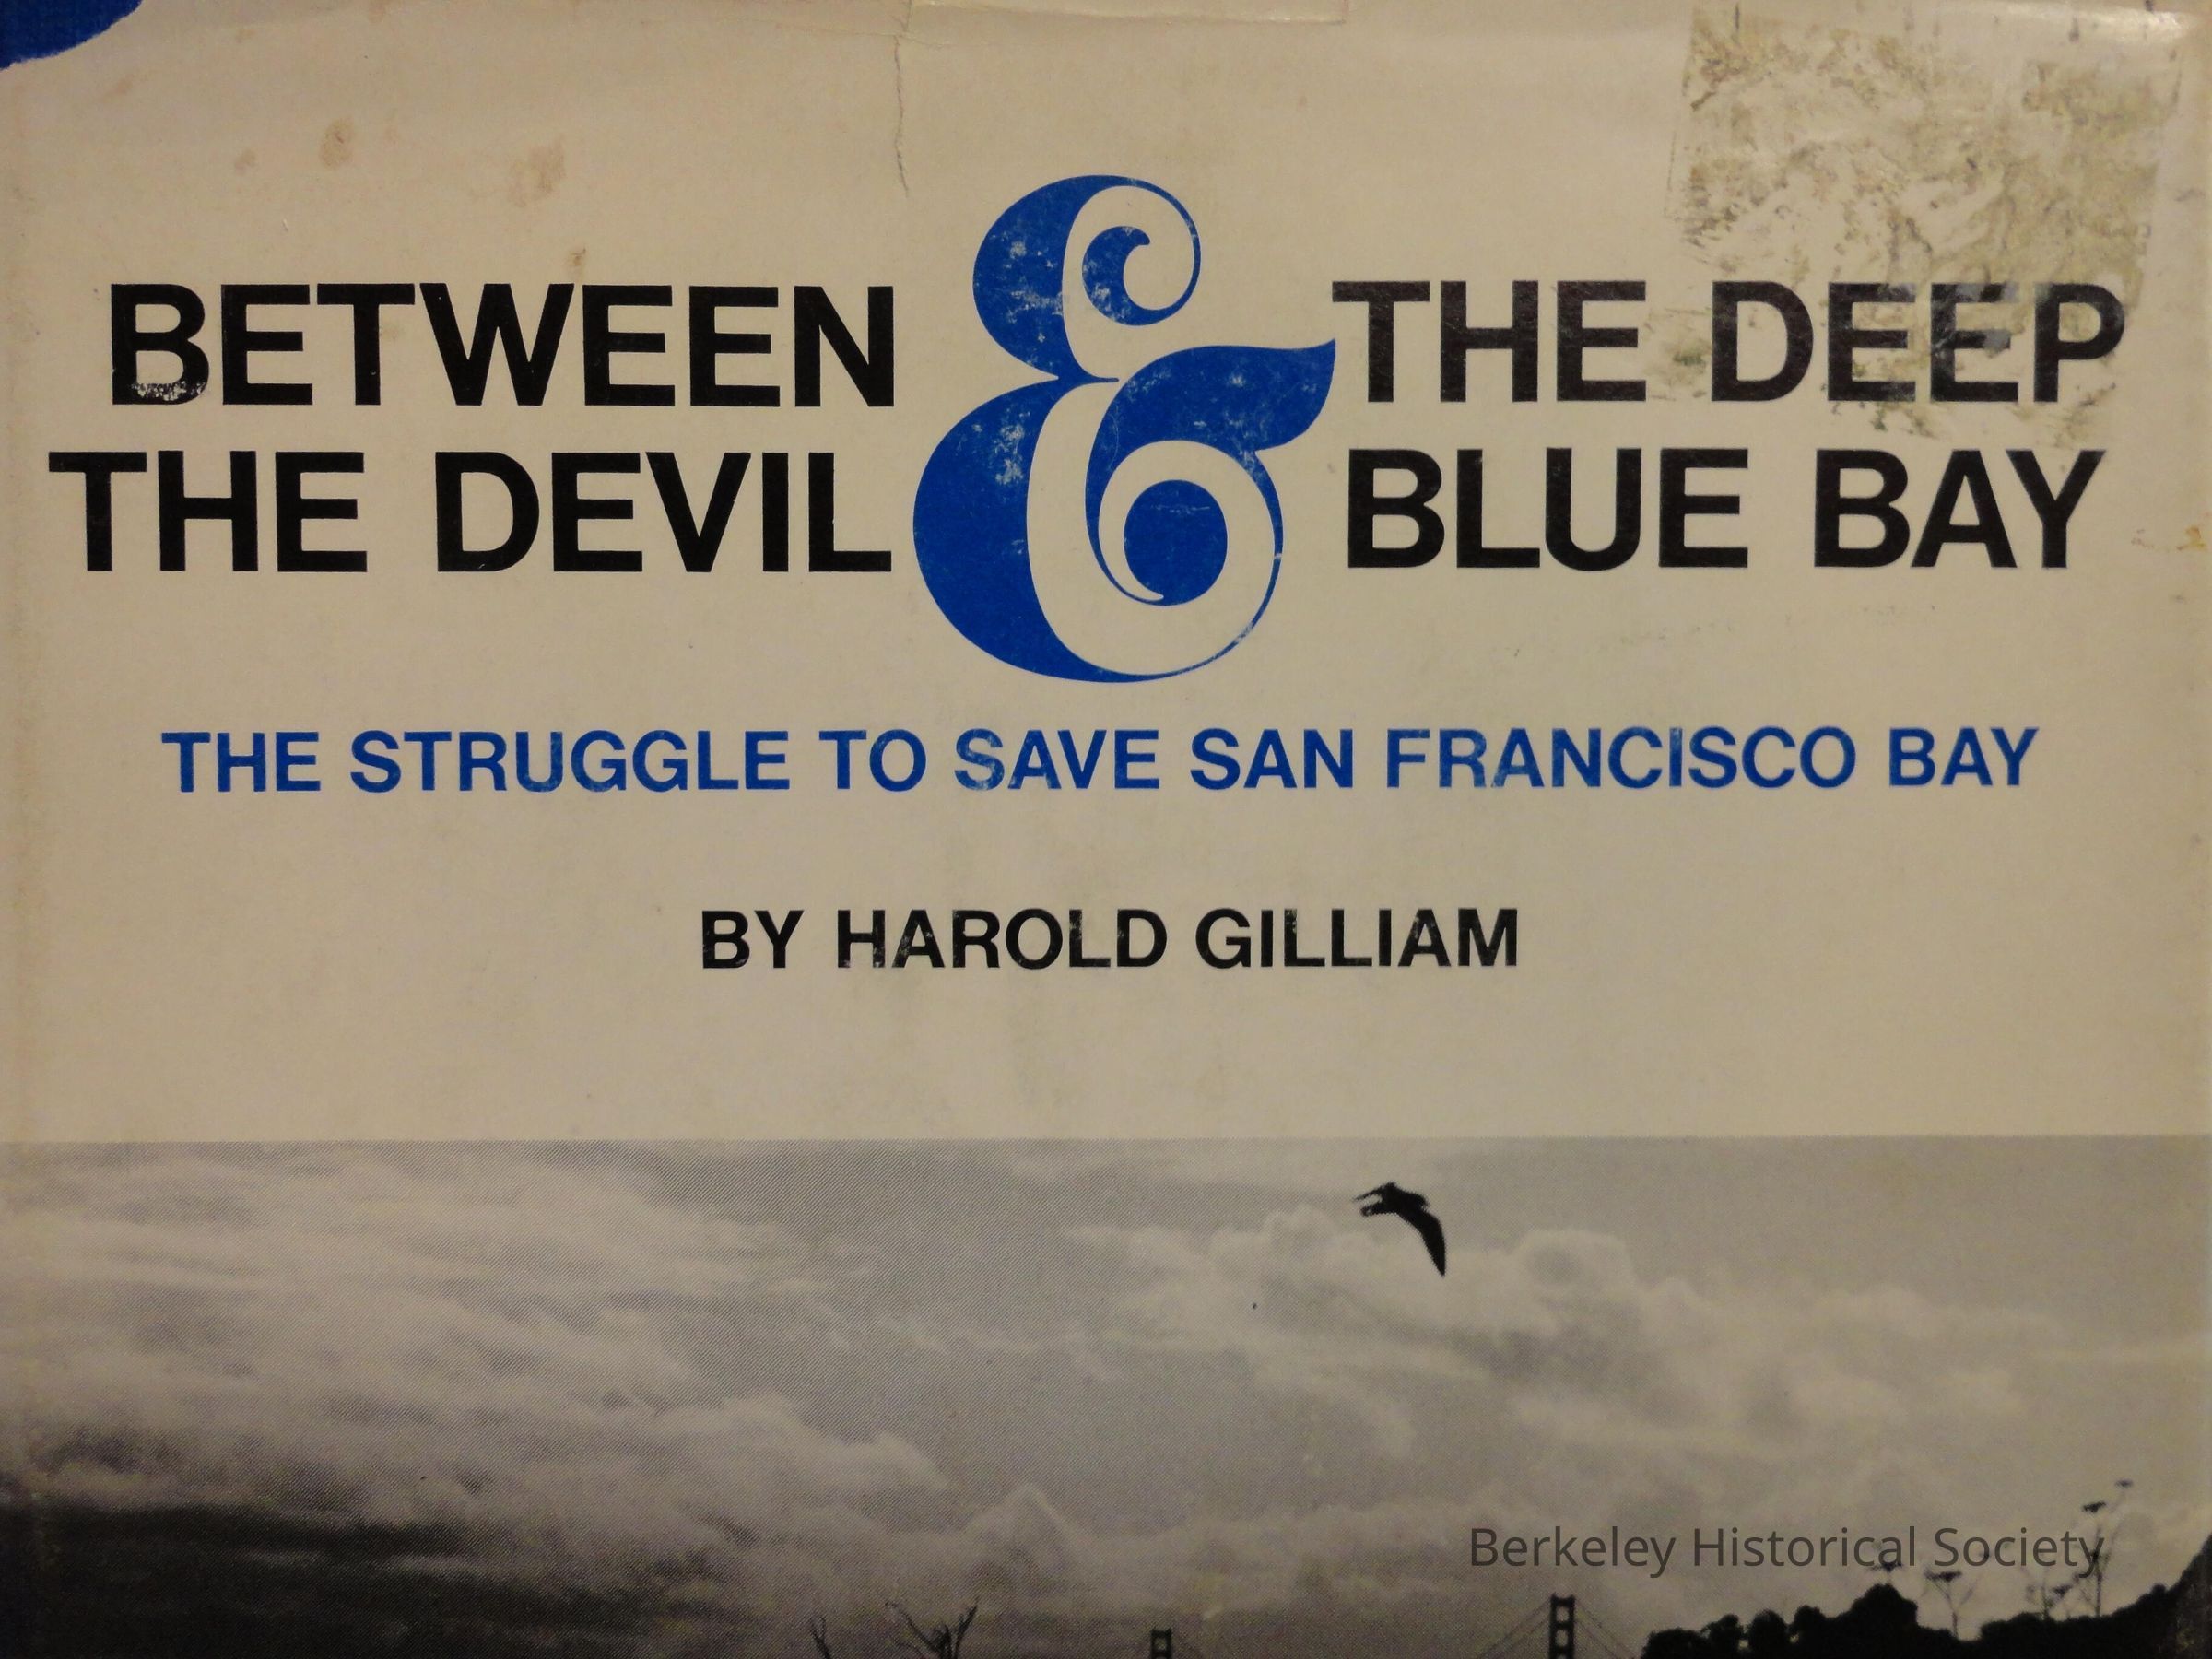 BETWEEN
THE DEVIL
&
THE DEEP
BLUE BAY
THE STRUGGLE TO SAVE SAN FRANCISCO BAY
BY HAROLD GILLIAM
Berkeley Historical Society